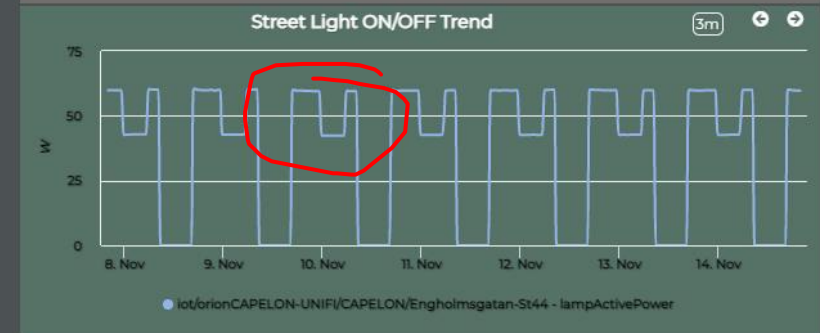 Street Light ON/OFF Trend
3m
75
50
25
0
W
8. Nov 9. Nov 10. Nov 11. Nov 12. Nov 13. Nov 14. Nov
iot/orionCAPELON-UNIFI/CAPELON/Engholmsgatan-St44 - lampActivePower